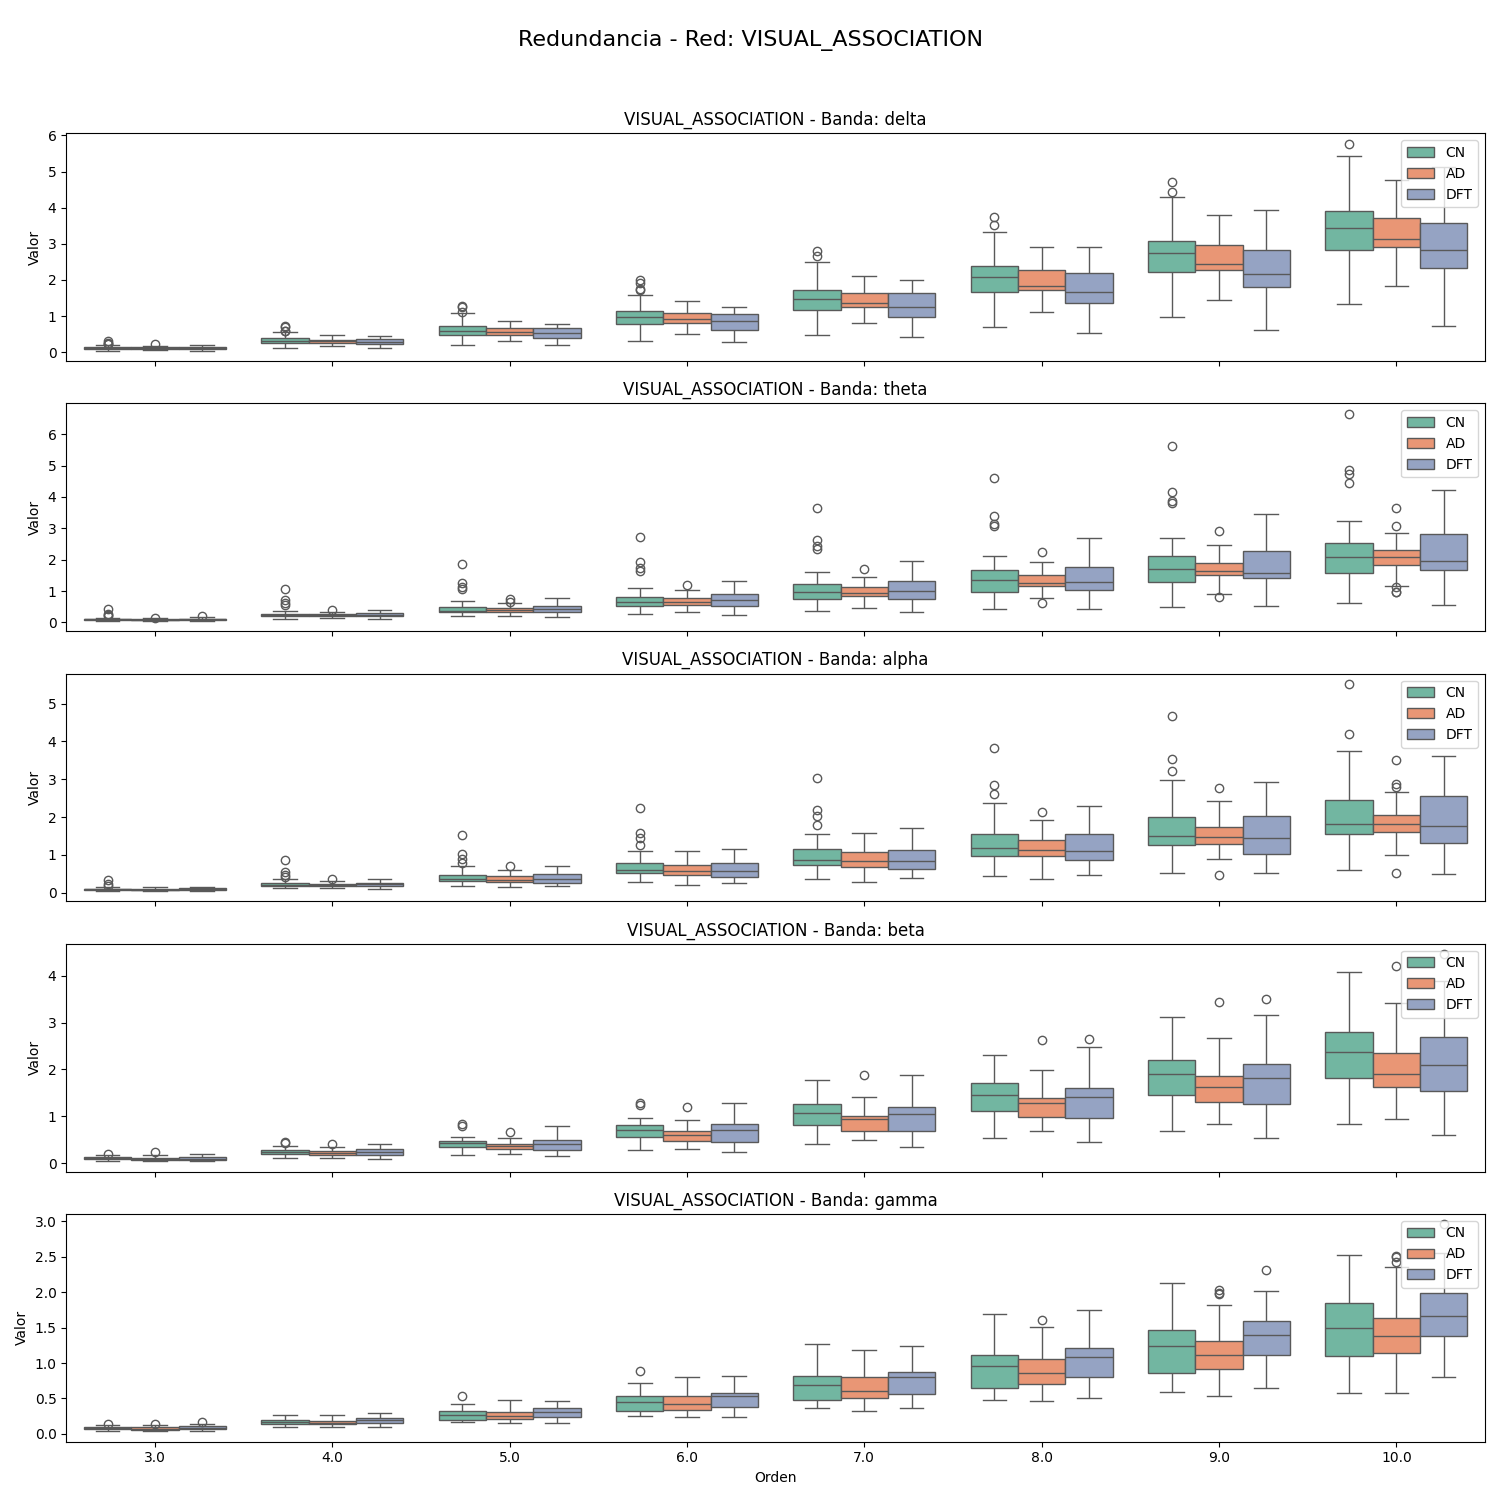 Redundancia - Red: VISUAL_ASSOCIATION
VISUAL_ASSOCIATION - Banda: delta
6
5
4
3
2
1
0
Valor
CN
AD
DFT
VISUAL_ASSOCIATION - Banda: theta
6
5
4
3
2
1
0
Valor
CN
AD
DFT
VISUAL_ASSOCIATION - Banda: alpha
5
4
3
2
1
0
Valor
CN
AD
DFT
VISUAL_ASSOCIATION - Banda: beta
4
3
2
1
0
Valor
CN
AD
DFT
VISUAL_ASSOCIATION - Banda: gamma
3.0
2.5
2.0
1.5
1.0
0.5
0.0
Valor
CN
AD
DFT
3.0 4.0 5.0 6.0 7.0 8.0 9.0 10.0
Orden